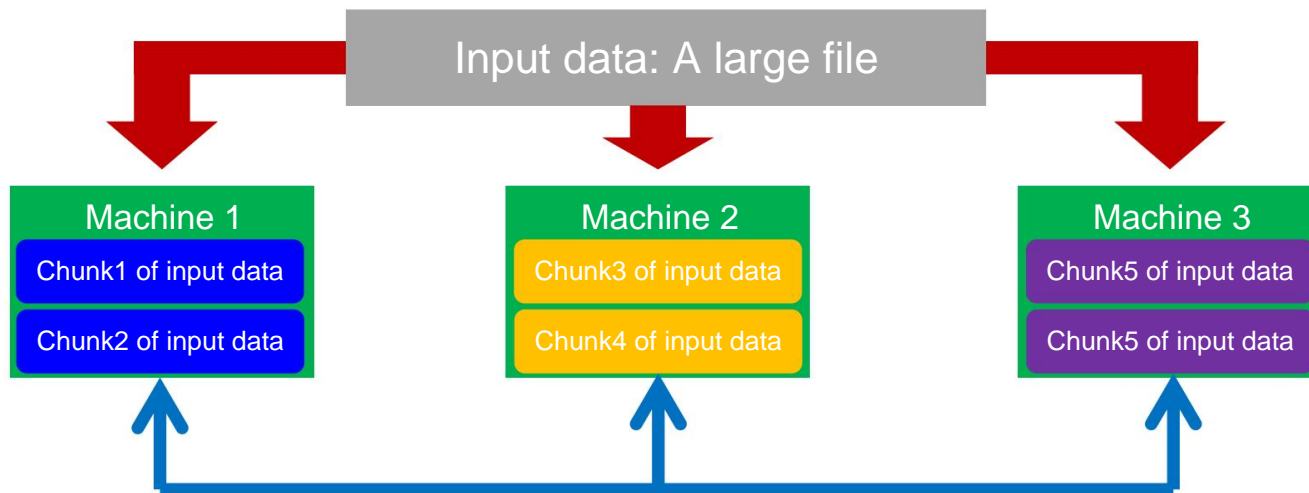 Input data: A large file
Machine 1
Chunk1 of input data
Chunk2 of input data
Machine 2
Chunk3 of input data
Chunk4 of input data
Machine 3
Chunk5 of input data
Chunk5 of input data